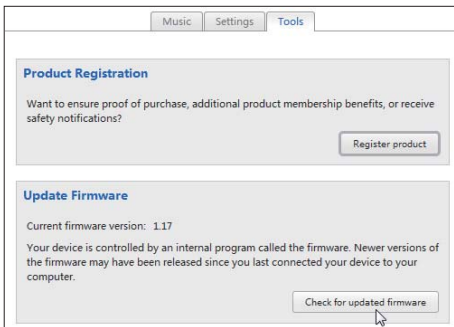 Music
Settings
Tools
Product Registration
Want to ensure proof of purchase, additional product membership benefits, or receive
safety notifications?
Register product
Update Firmware
Current firmware version: 1.17
Your device is controlled by an internal program called the firmware. Newer versions of
the firmware may have been released since you last connected your device to your
computer.
Check for updated firmware